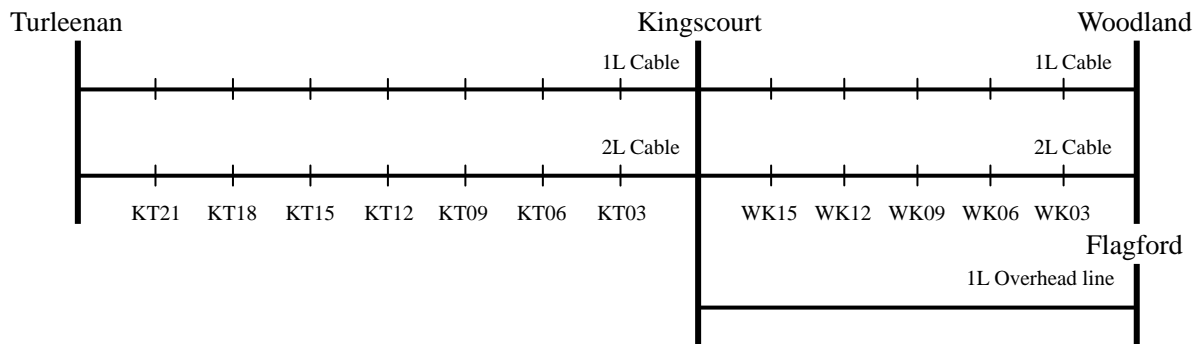 Turleenan Kingscourt Woodland
1L Cable 1L Cable
2L Cable 2L Cable
KT21 KT18 KT15 KT12 KT09 KT06 KT03 WK15 WK12 WK09 WK06 WK03
Flagford
1L Overhead line